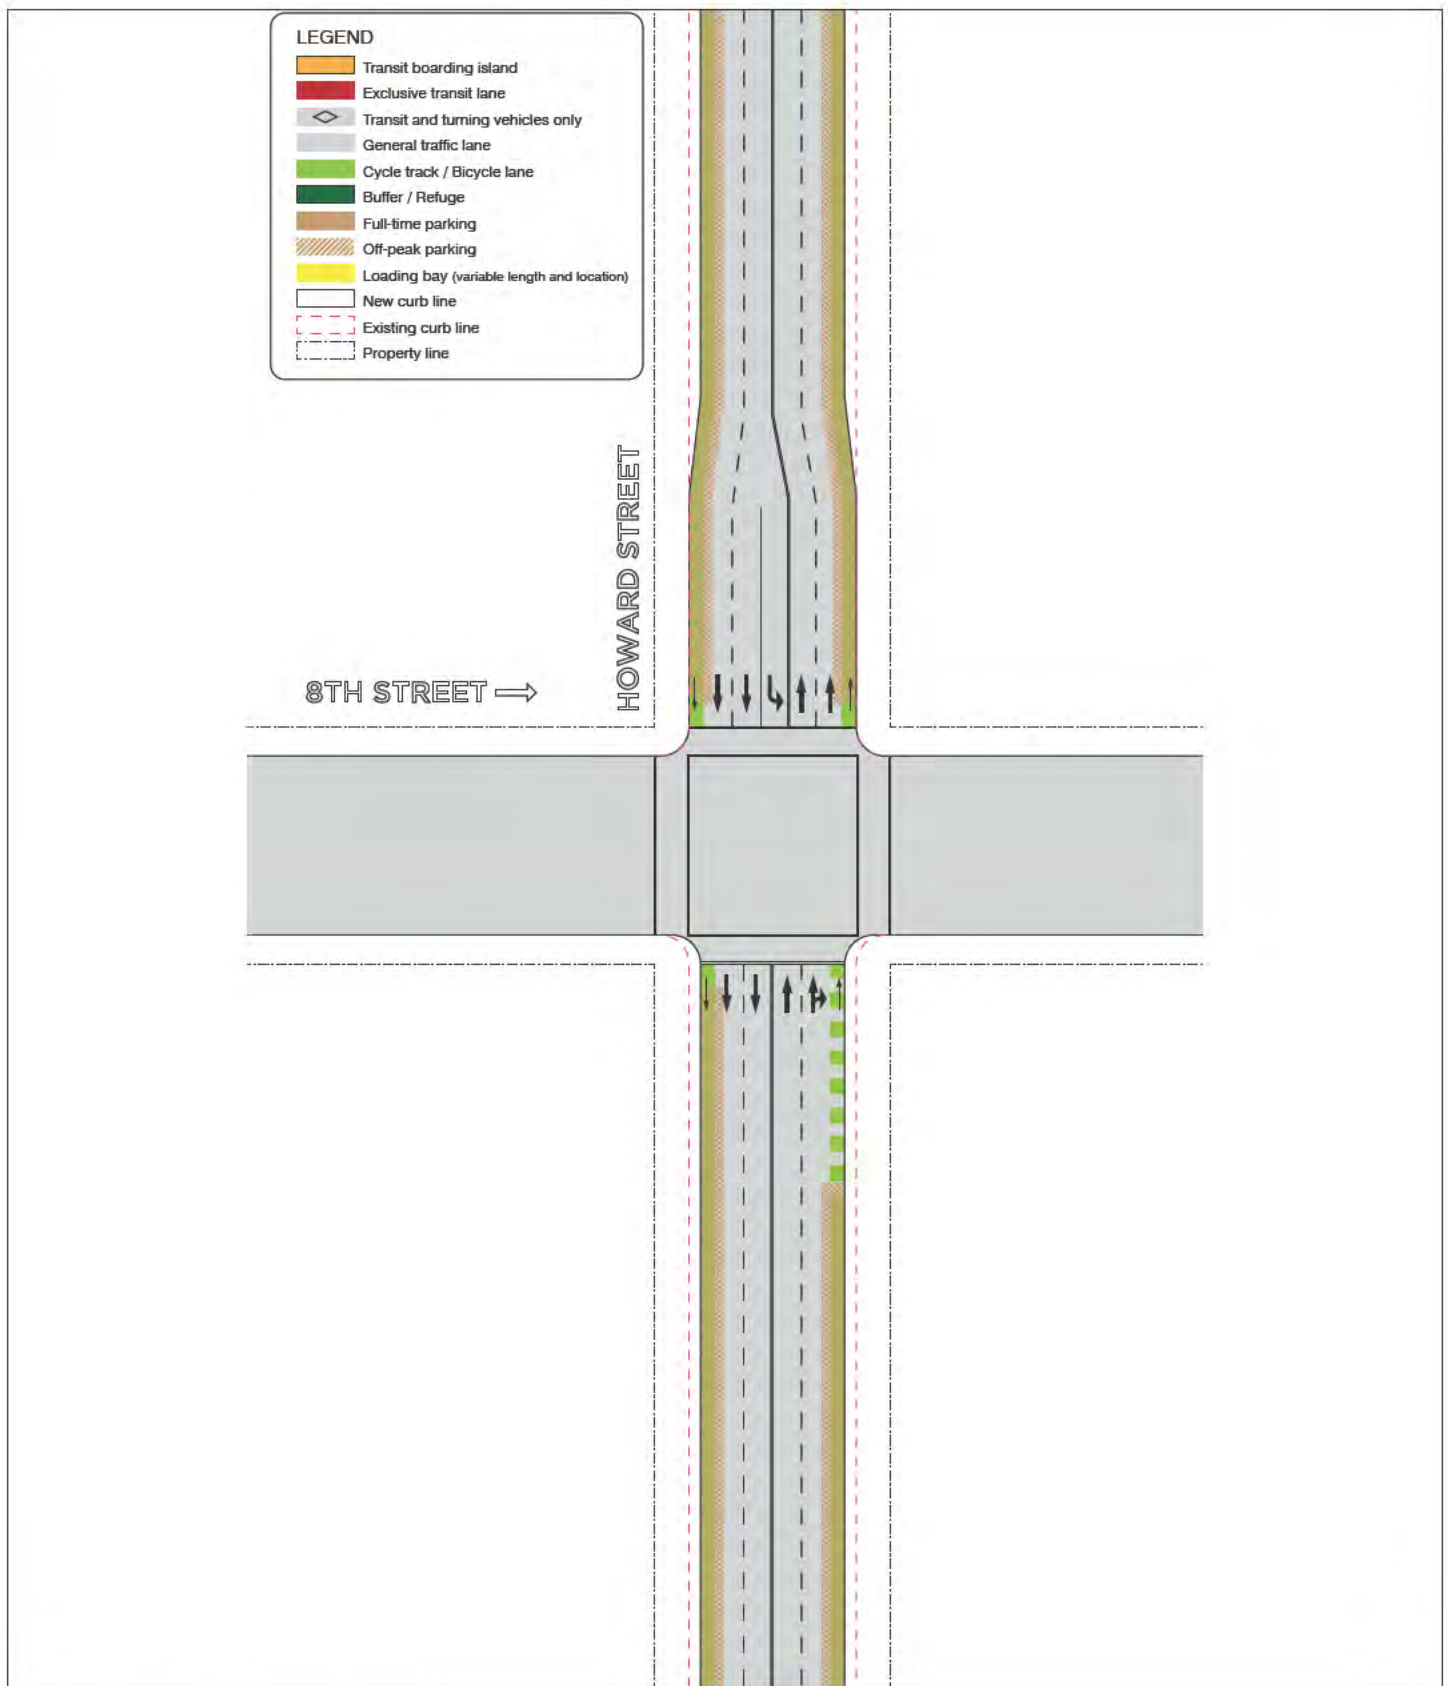 LEGEND
Transit boarding island
Exclusive transit lane
Transit and turning vehicles only
General traffic lane
Cycle track / Bicycle lane
Buffer / Refuge
Full-time parking
Off-peak parking
Loading bay (variable length and location)
New curb line
Existing curb line
Property line
HOWARD STREET
8TH STREET